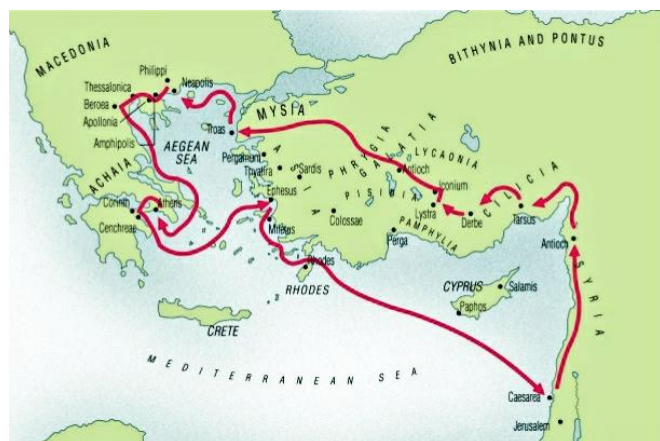 MACEDONIA
BITHYNIA AND PONTUS
Philippi
Neapolis
Thessalonica
Beroea
Apollonia
Amphipolis
MYSIA
Troas
AEGEAN
SEA
PHRYGIA
GALATIA
LYCAONIA
ASIA
Pergamum
Thyatira
Sardis
Antioch
PISIDIA
Iconium
CILICIA
ACHAIA
Corinth
Athens
Cenchreae
Ephesus
Miletus
Colossae
Lystra
Derbe
Tarsus
PAMPHYLIA
Perga
Antioch
SYRIA
Rhodes
RHODES
CYPRUS
Salamis
Paphos
CRETE
MEDITERRANEAN SEA
Caesarea
Jerusalem